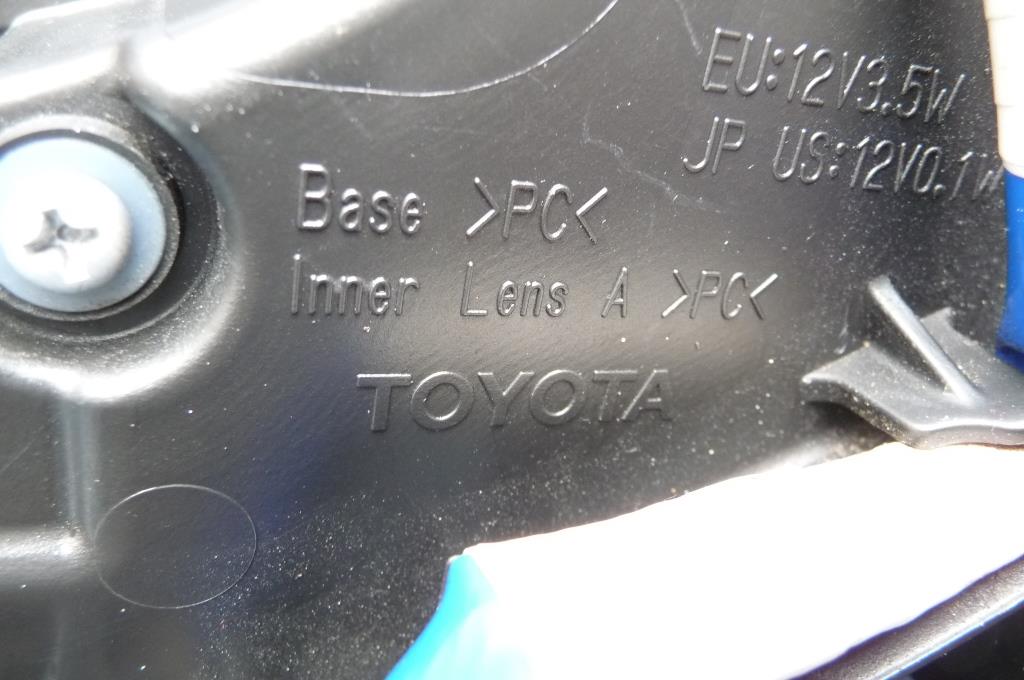 EU:12V3.5W
JP US:12V0.1W
Base >PC<
Inner Lens A >PC<
TOYOTA